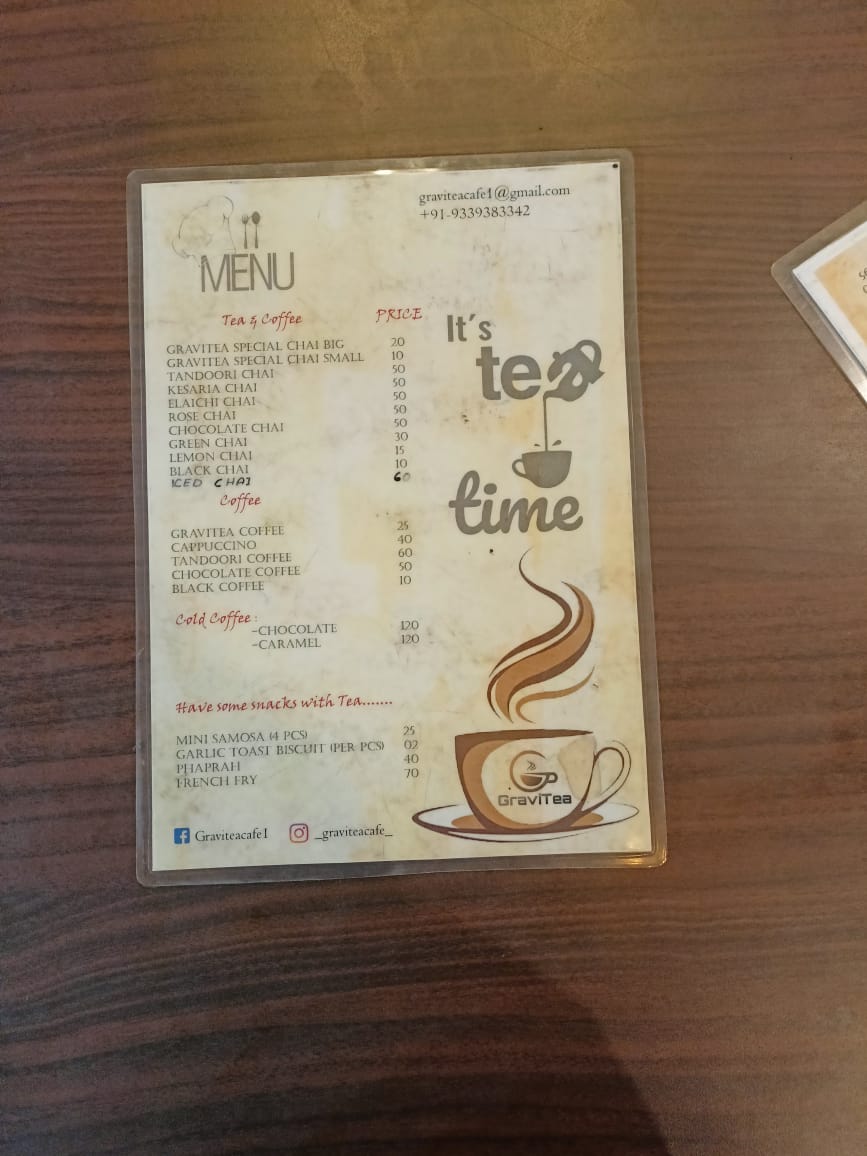 graviteacafe1@gmail.com
+91-9339383342
MENU
Tea & Coffee PRICE
GRAVITEA SPECIAL CHAI BIG 20
GRAVITEA SPECIAL CHAI SMALL 10
TANDOORI CHAI 50
KESARIA CHAI 50
ELAICHI CHAI 50
ROSE CHAI 50
CHOCOLATE CHAI 50
GREEN CHAI 30
LEMON CHAI 15
BLACK CHAI 10
ICED CHAI 60
Coffee
GRAVITEA COFFEE 25
CAPPUCCINO 40
TANDOORI COFFEE 60
CHOCOLATE COFFEE 50
BLACK COFFEE 10
Cold Coffee :
-CHOCOLATE 120
-CARAMEL 120
Have some snacks with Tea.......
MINI SAMOSA (4 PCS) 25
GARLIC TOAST BISCUIT (PER PCS) 02
PHAPRAH 40
FRENCH FRY 70
Graviteacafe1 _graviteacafe_
It's
tea
time
GraviTea